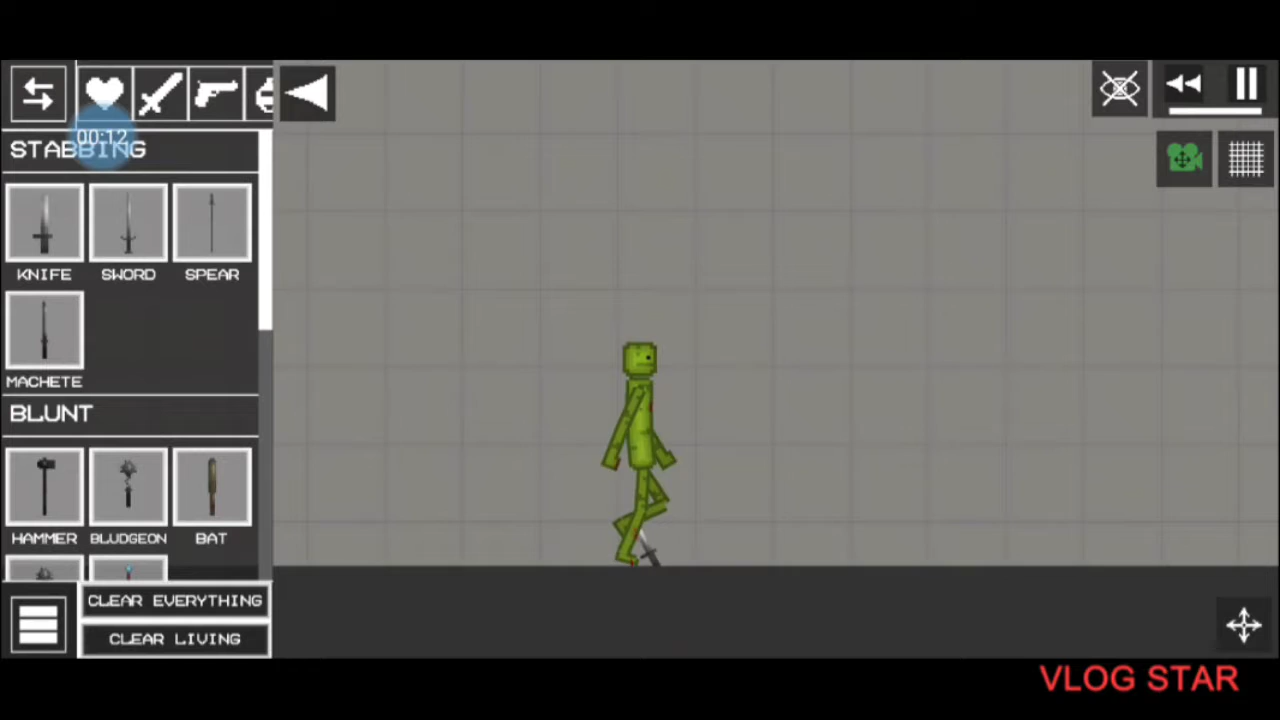 00:12
STABBING
KNIFE SWORD SPEAR
MACHETE
BLUNT
HAMMER BLUDGEON BAT
CLEAR EVERYTHING
CLEAR LIVING
VLOG STAR